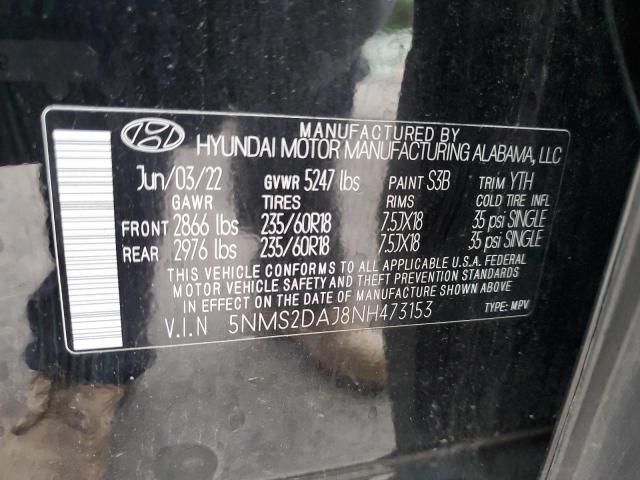 MANUFACTURED BY
HYUNDAI MOTOR MANUFACTURING ALABAMA, LLC
Jun/03/22 GVWR 5247 lbs PAINT S3B TRIM YTH
GAWR TIRES RIMS COLD TIRE INFL
FRONT 2866 lbs 235/60R18 7.5JX18 35 psi SINGLE
REAR 2976 lbs 235/60R18 7.5JX18 35 psi SINGLE
THIS VEHICLE CONFORMS TO ALL APPLICABLE U.S.A. FEDERAL
MOTOR VEHICLE SAFETY AND THEFT PREVENTION STANDARDS
IN EFFECT ON THE DATE OF MANUFACTURE SHOWN ABOVE.
V.I.N 5NMS2DAJ8NH473153 TYPE: MPV